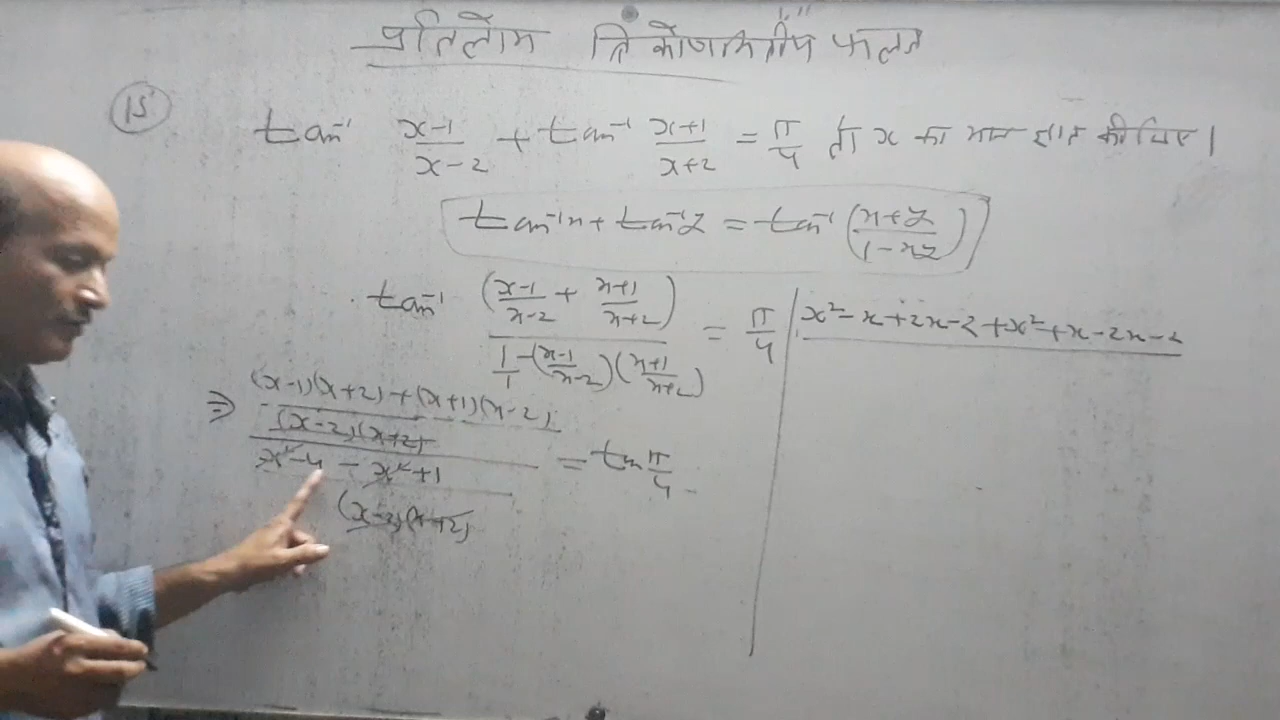 प्रतिलोम त्रिकोणमितीय फलन
(15) tan⁻¹ (x-1)/(x-2) + tan⁻¹ (x+1)/(x+2) = π/4 तो x का मान ज्ञात कीजिए।
tan⁻¹x + tan⁻¹y = tan⁻¹ ((x+y)/(1-xy))
tan⁻¹ ((x-1)/(x-2) + (x+1)/(x+2)) / (1/1 - ((x-1)/(x-2))((x+1)/(x+2))) = π/4
⇒ (((x-1)(x+2) + (x+1)(x-2)) / ((x-2)(x+2))) / ((x²-4 - x²+1) / ((x-2)(x+2))) = tan π/4
x² - x + 2x - 2 + x² + x - 2x - 2